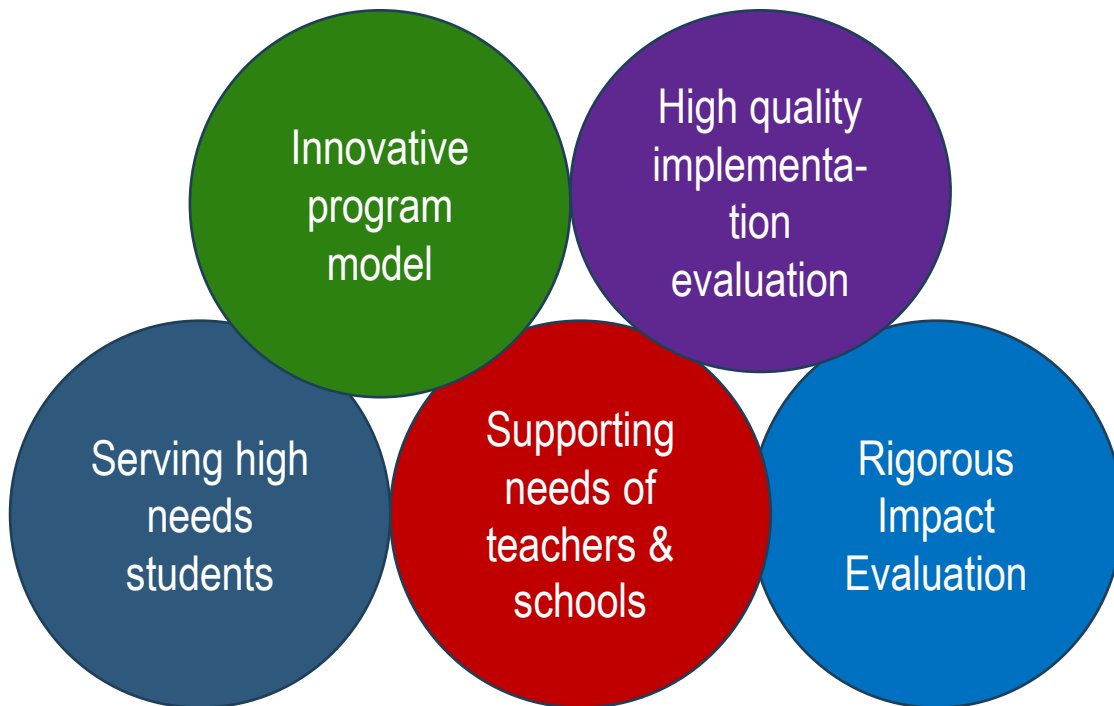 Innovative
program
model
High quality
implementa-
tion
evaluation
Serving high
needs
students
Supporting
needs of
teachers &
schools
Rigorous
Impact
Evaluation